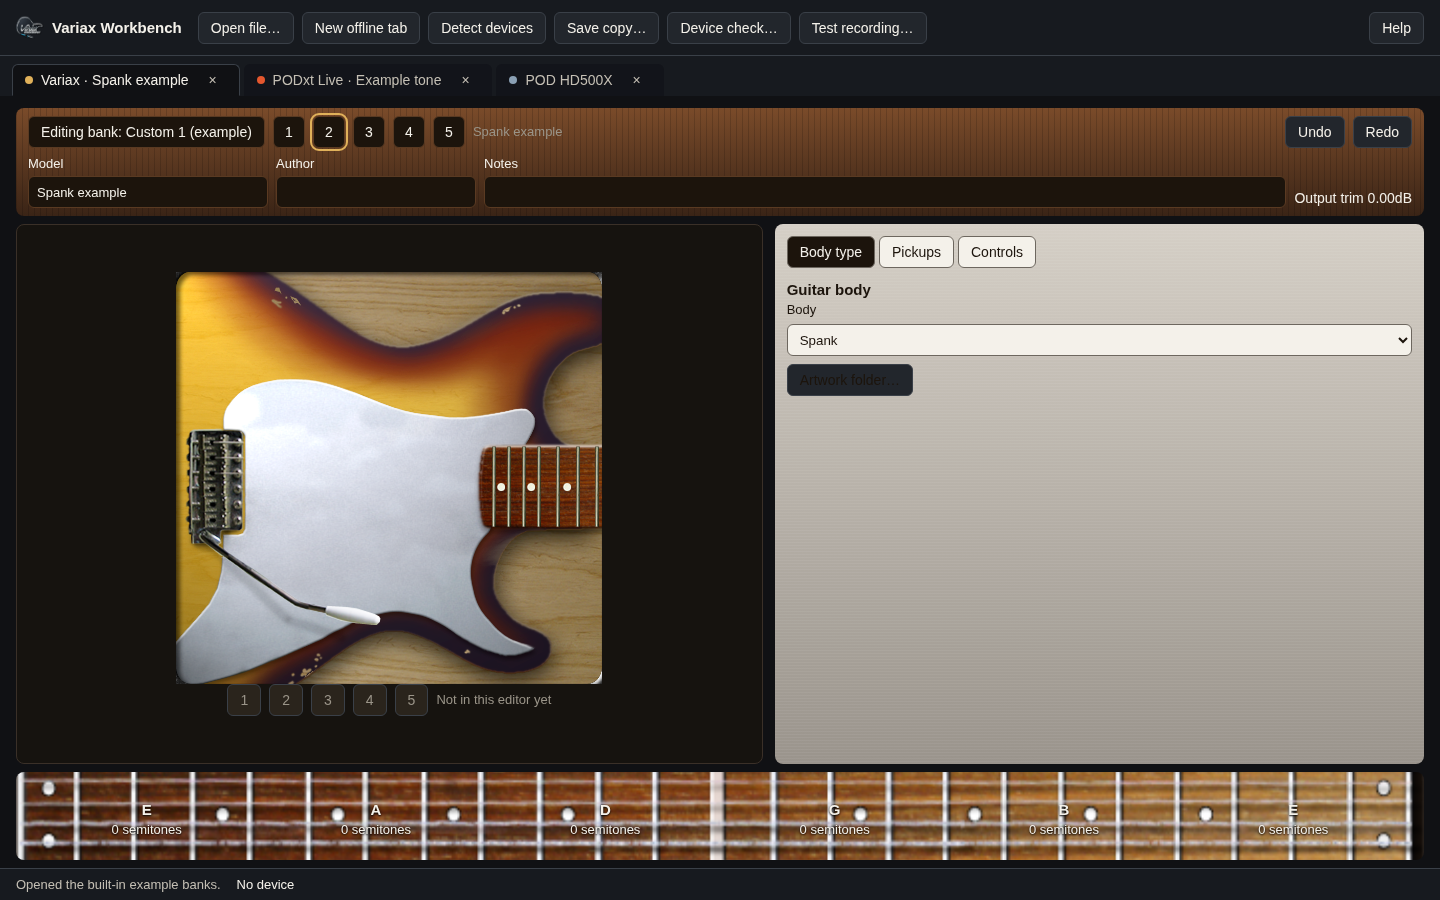 Variax Workbench
Open file…
New offline tab
Detect devices
Save copy…
Device check…
Test recording…
Help
Variax · Spank example ×
PODxt Live · Example tone ×
POD HD500X ×
Editing bank: Custom 1 (example)
1 2 3 4 5
Spank example
Undo
Redo
Model
Author
Notes
Spank example
Output trim 0.00dB
Body type
Pickups
Controls
Guitar body
Body
Spank
Artwork folder…
1 2 3 4 5
Not in this editor yet
E A D G B E
0 semitones 0 semitones 0 semitones 0 semitones 0 semitones 0 semitones
Opened the built-in example banks. No device